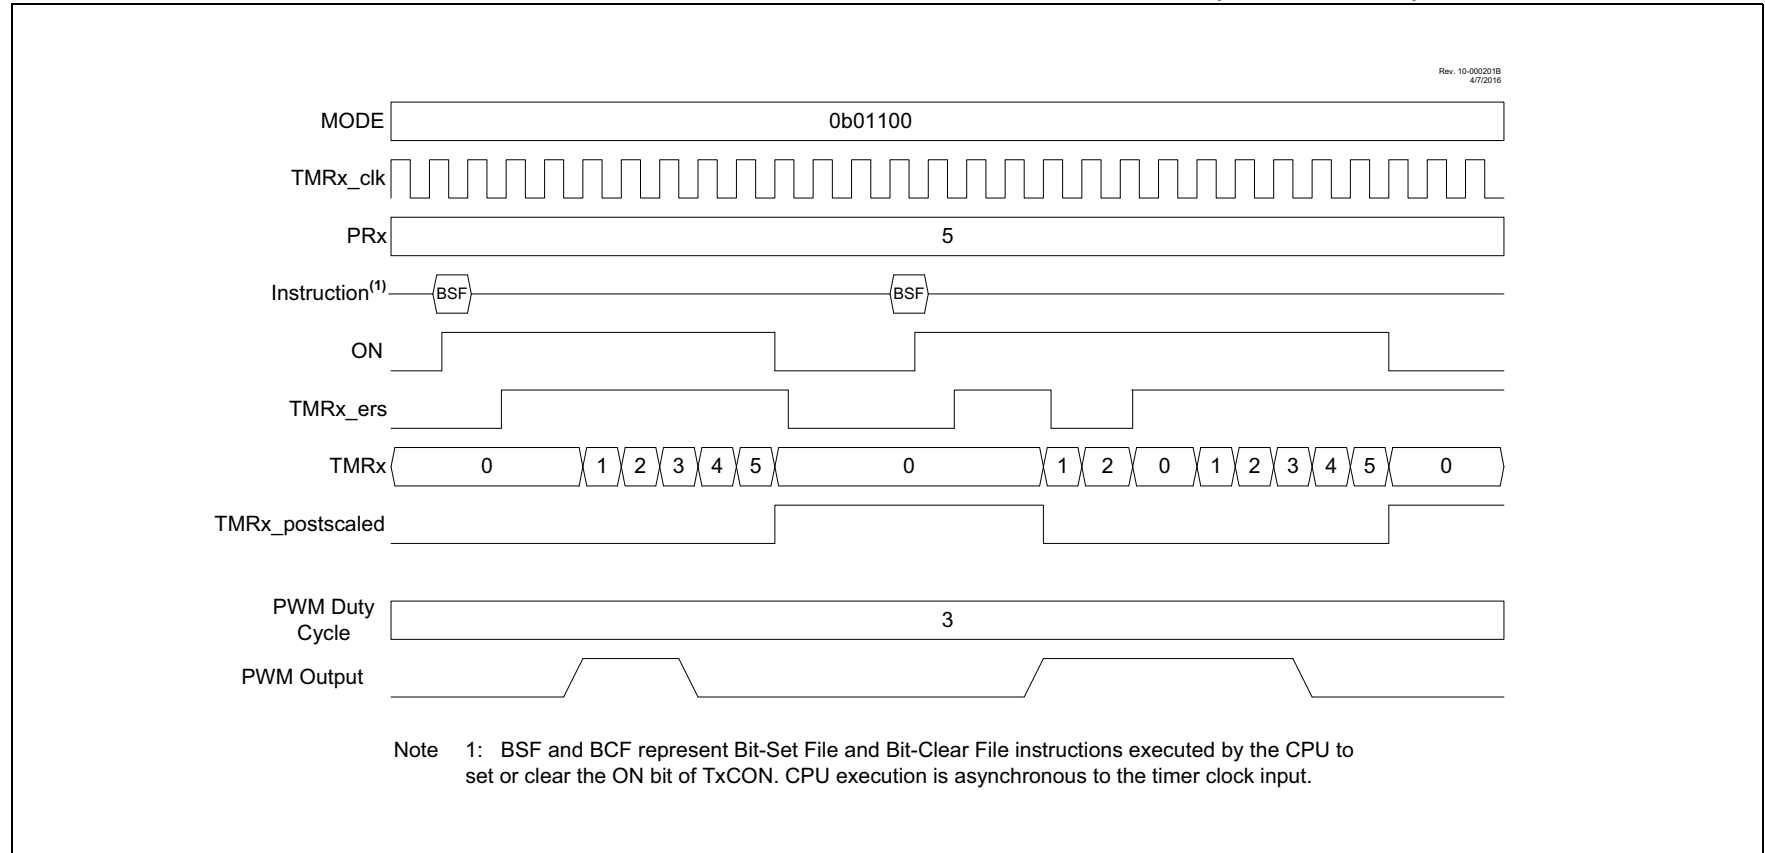 Rev. 10-000201B
4/7/2016
MODE 0b01100
TMRx_clk
PRx 5
Instruction(1) BSF BSF
ON
TMRx_ers
TMRx 0 1 2 3 4 5 0 1 2 0 1 2 3 4 5 0
TMRx_postscaled
PWM Duty
Cycle 3
PWM Output
Note 1: BSF and BCF represent Bit-Set File and Bit-Clear File instructions executed by the CPU to
set or clear the ON bit of TxCON. CPU execution is asynchronous to the timer clock input.